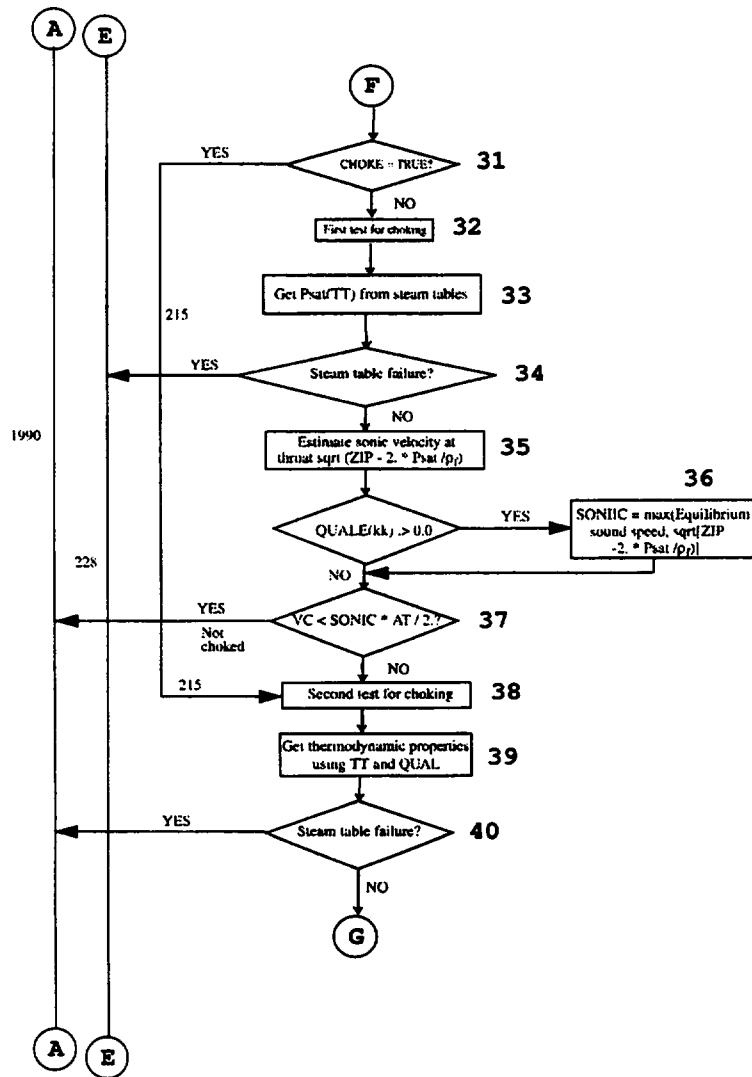 A
E
F
YES
CHOKE = TRUE?
31
NO
First test for choking
32
Get Psat(TT) from steam tables
33
215
YES
Steam table failure?
34
1990
NO
Estimate sonic velocity at
throat sqrt (ZIP - 2. * Psat /ρf)
35
36
QUALE(kk) .> 0.0
YES
SONIIC = max(Equilibrium
sound speed, sqrt[ZIP
-2. * Psat /ρf)]
228
NO
YES
VC < SONIC * AT / 2.?
37
Not
choked
NO
215
Second test for choking
38
Get thermodynamic properties
using TT and QUAL
39
YES
Steam table failure?
40
NO
G
A
E